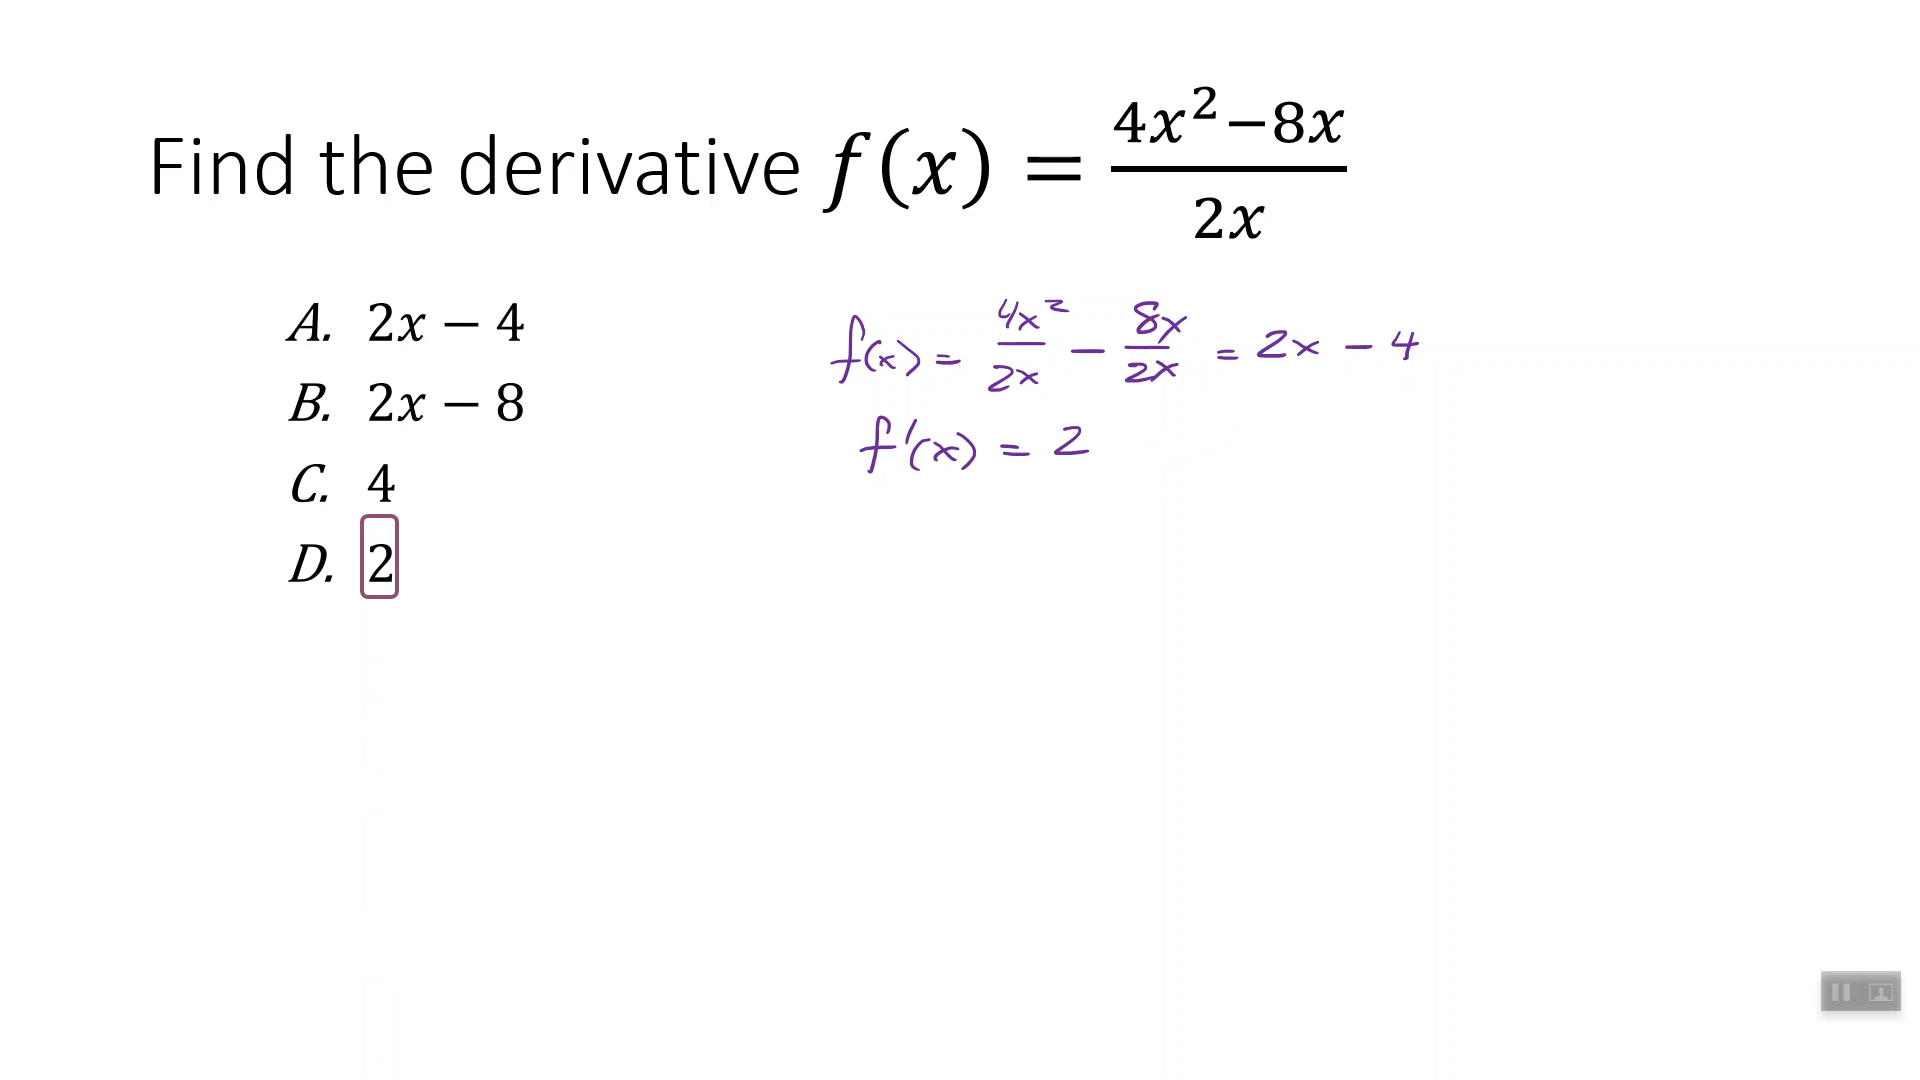 Find the derivative f(x) = (4x²−8x)/(2x)
A. 2x − 4
B. 2x − 8
C. 4
D. 2
f(x) = 4x²/2x − 8x/2x = 2x − 4
f'(x) = 2